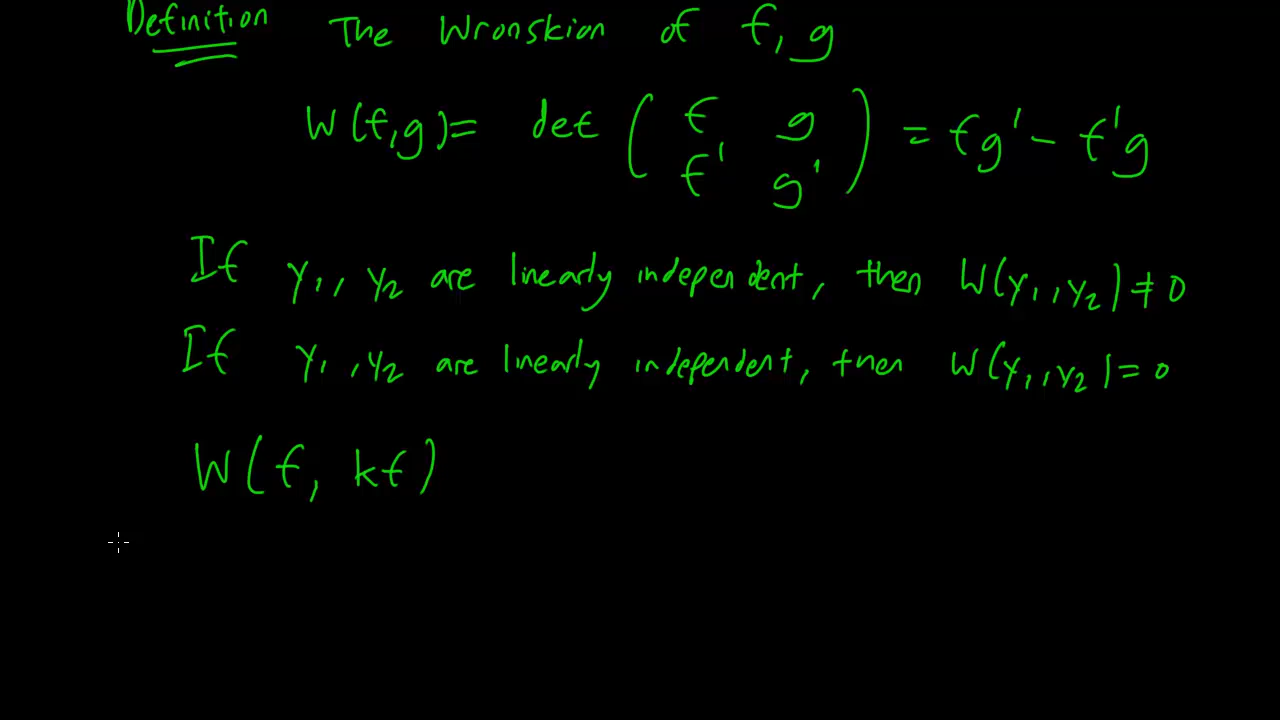 Definition The Wronskian of f, g
W(f,g) = det ( f g f' g' ) = fg' - f'g
If y₁, y₂ are linearly independent, then W(y₁, y₂) ≠ 0
If y₁, y₂ are linearly independent, then W(y₁, y₂) = 0
W(f, kf)